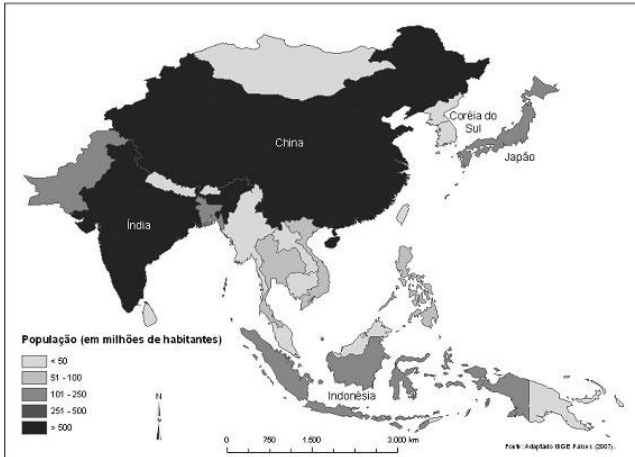 Coréia do
Sul
China
Japão
Índia
População (em milhões de habitantes)
< 50
51 - 100
101 - 250
251 - 500
> 500
Indonésia
N
0 750 1.500 3.000 km
Fonte: Adaptado IBGE Países (2007).